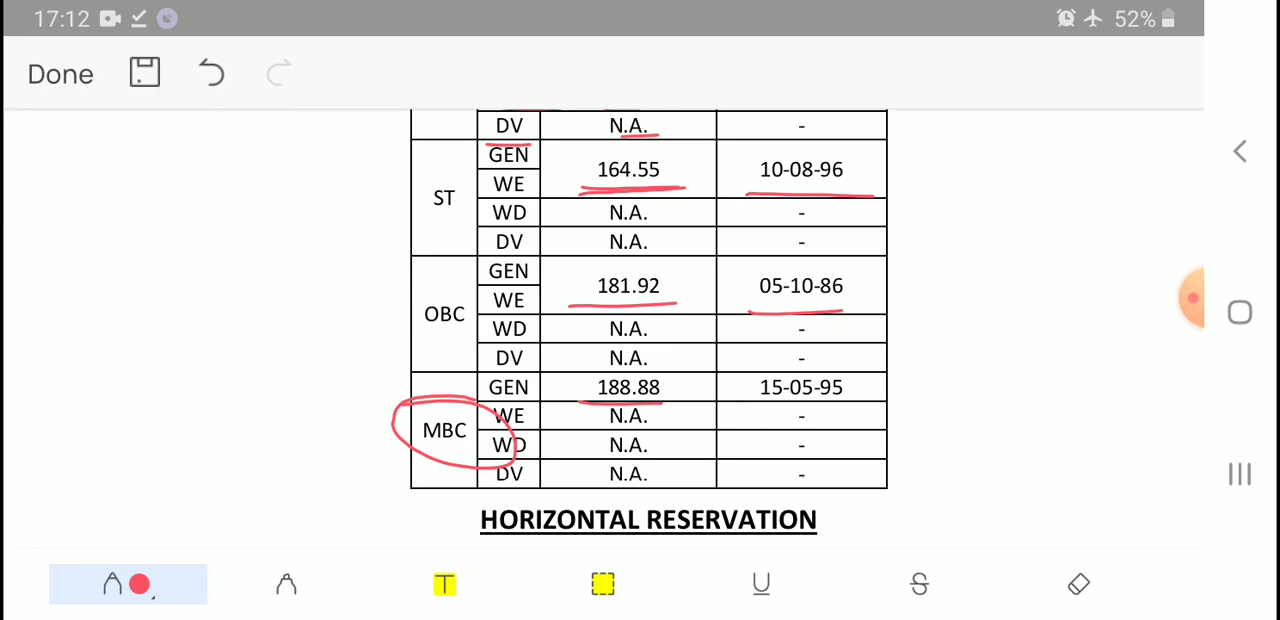 17:12 52%
Done
DV N.A. -
ST GEN 164.55 10-08-96
WE
WD N.A. -
DV N.A. -
OBC GEN 181.92 05-10-86
WE
WD N.A. -
DV N.A. -
MBC GEN 188.88 15-05-95
WE N.A. -
WD N.A. -
DV N.A. -
HORIZONTAL RESERVATION
T U S